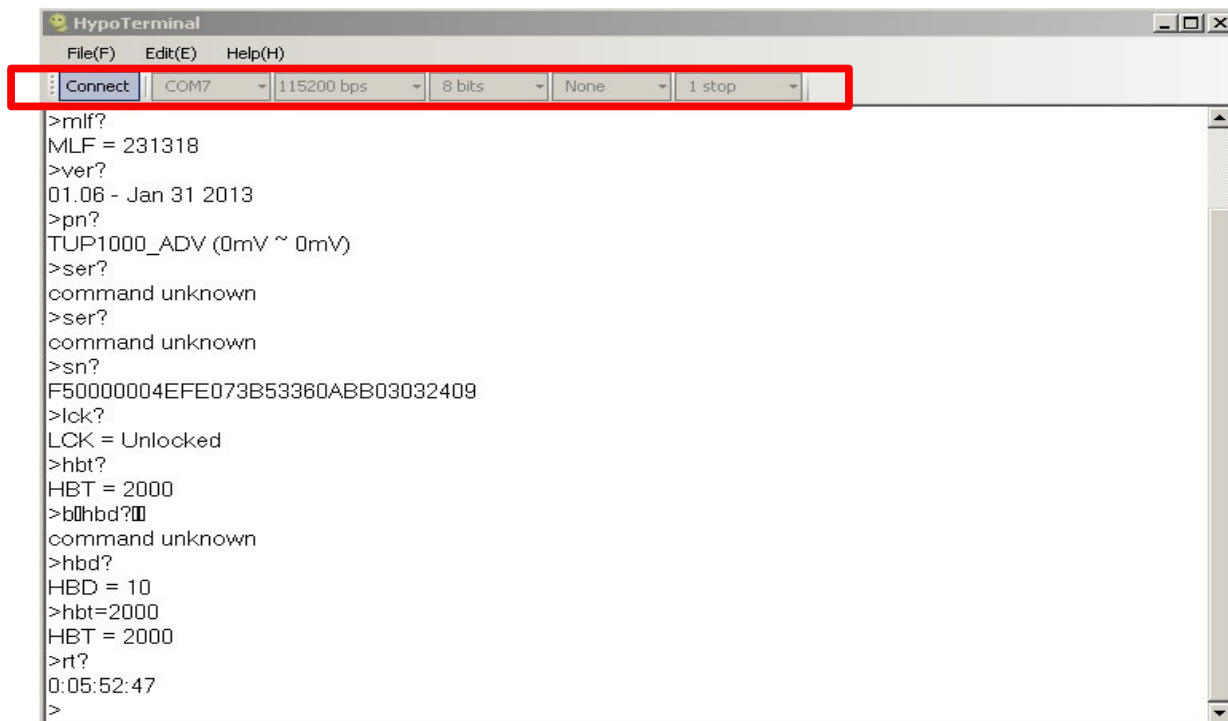 HypoTerminal
File(F) Edit(E) Help(H)
Connect COM7 115200 bps 8 bits None 1 stop
>mlf?
MLF = 231318
>ver?
01.06 - Jan 31 2013
>pn?
TUP1000_ADV (0mV ~ 0mV)
>ser?
command unknown
>ser?
command unknown
>sn?
F50000004EFE073B53360ABB03032409
>lck?
LCK = Unlocked
>hbt?
HBT = 2000
>b▯hbd?▯▯
command unknown
>hbd?
HBD = 10
>hbt=2000
HBT = 2000
>rt?
0:05:52:47
>